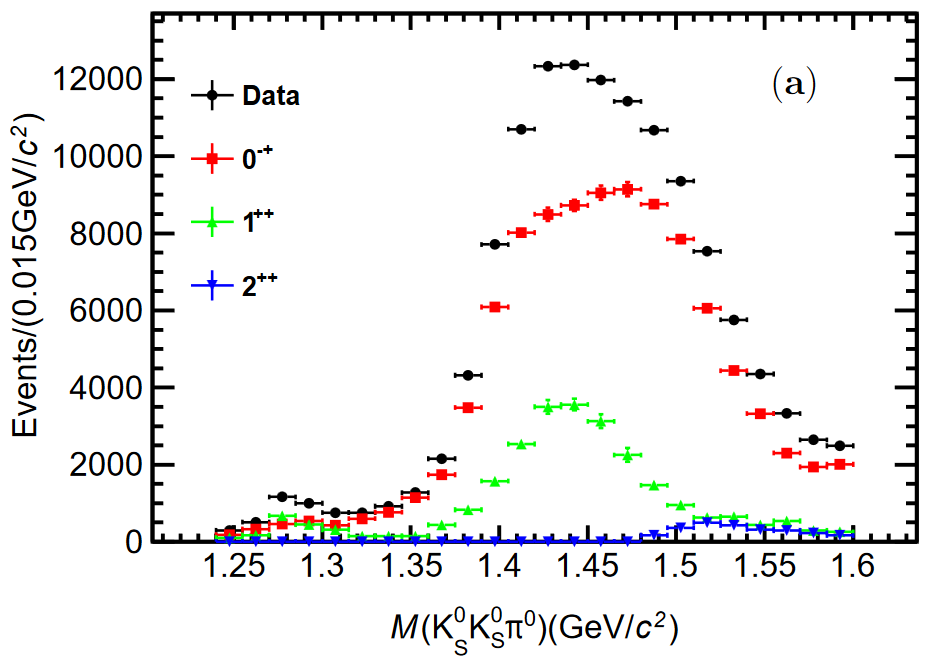 (a)
Data
0⁻⁺
1⁺⁺
2⁺⁺
Events/(0.015GeV/c²)
12000
10000
8000
6000
4000
2000
0
1.25 1.3 1.35 1.4 1.45 1.5 1.55 1.6
M(K⁰_S K⁰_S π⁰)(GeV/c²)